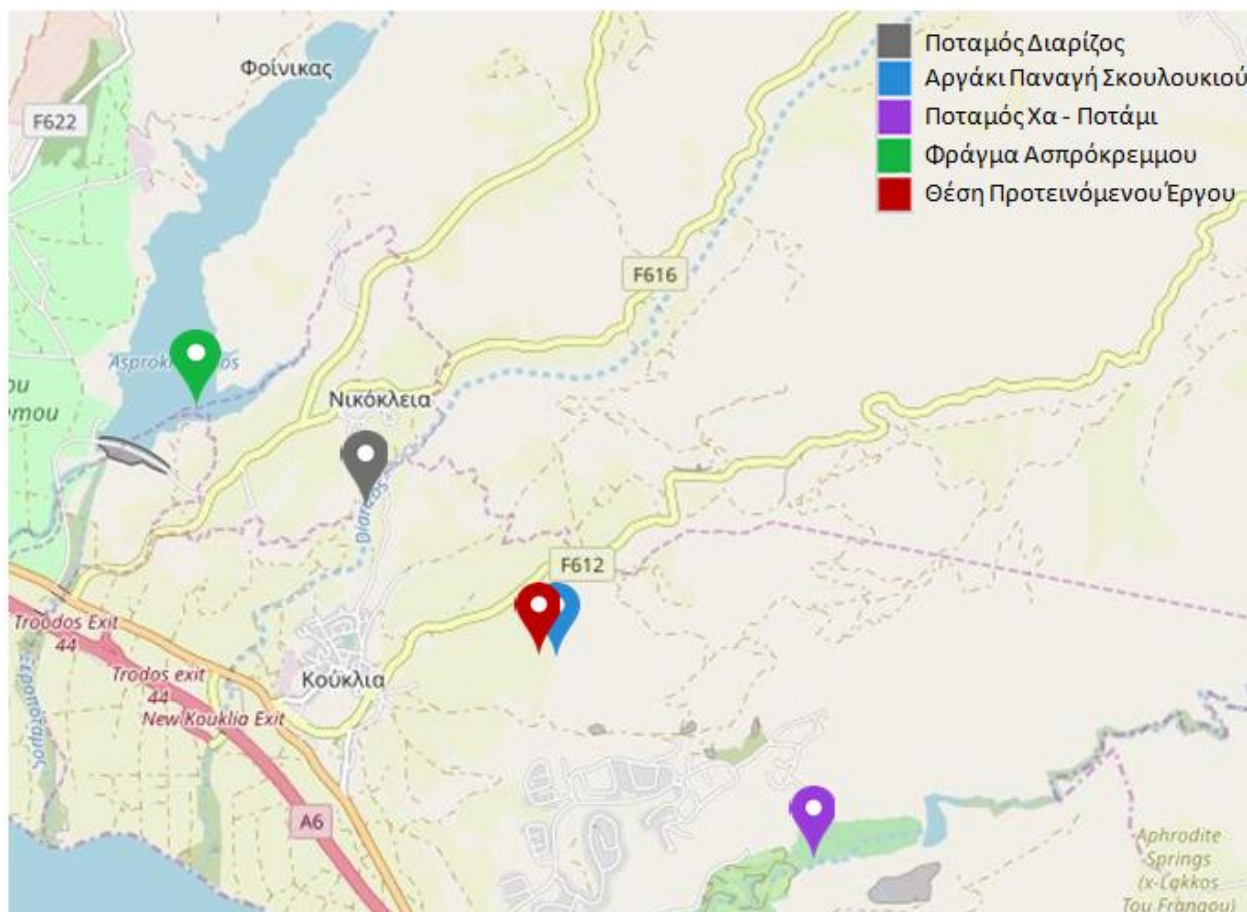 Ποταμός Διαρίζος
Αργάκι Παναγή Σκουλουκιού
Ποταμός Χα - Ποτάμι
Φράγμα Ασπρόκρεμμου
Θέση Προτεινόμενου Έργου
Φοίνικας
F622
F616
Νικόκλεια
F612
Troodos Exit
44
Trodos exit
44
New Kouklia Exit
Κούκλια
Ξεροπόταμος
A6
Aphrodite
Springs
(x-Lakkos
Tou Frangou)